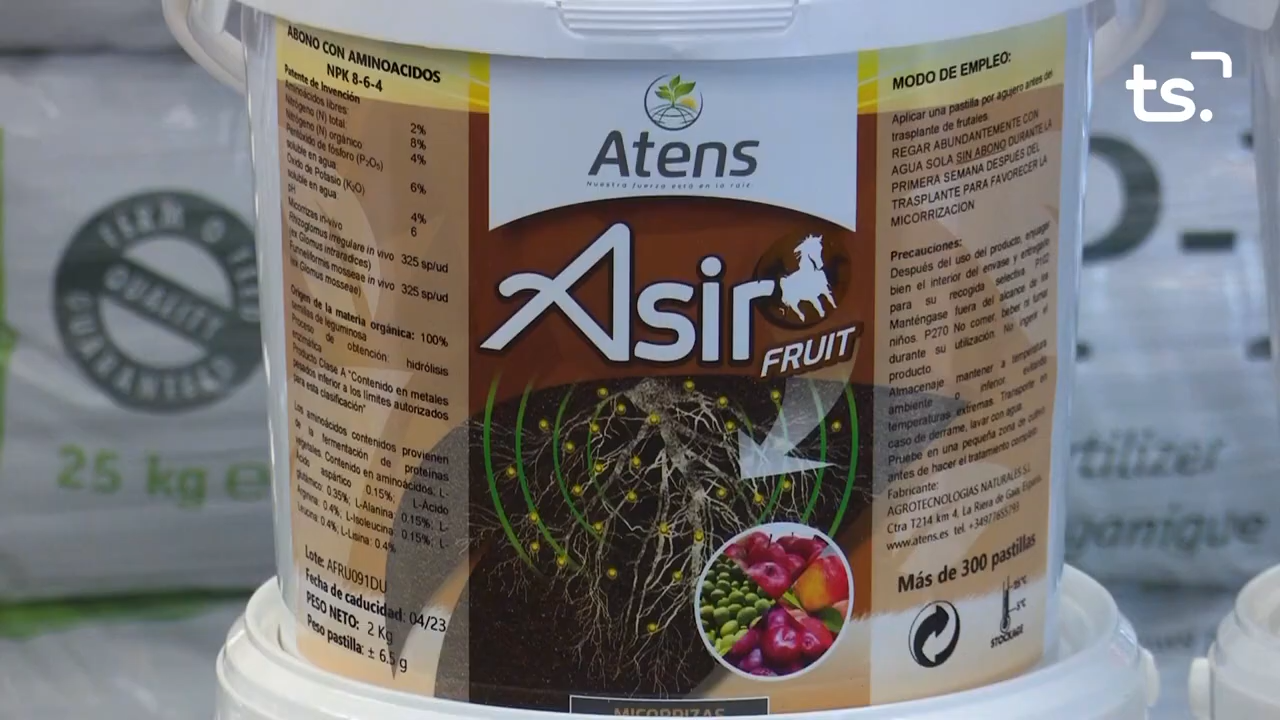 ts.
ABONO CON AMINOACIDOS
NPK 8-6-4
Patente de Invención
Aminoácidos libres: 2%
Nitrógeno (N) total: 8%
Nitrógeno (N) orgánico 4%
Pentóxido de fósforo (P₂O₅)
soluble en agua 6%
Oxido de Potasio (K₂O)
soluble en agua 4%
pH 6
Micorrizas in-vivo
Rhizoglomus irregulare in vivo 325 sp/ud
(ex Glomus intraradices)
Funneliformis mosseae in vivo 325 sp/ud
(ex Glomus mosseae)
Origen de la materia orgánica: 100%
semillas de leguminosa
Proceso de obtención: hidrólisis
enzimática
Producto Clase A "Contenido en metales
pesados inferior a los límites autorizados
para esta clasificación"
Los aminoácidos contenidos provienen
de la fermentación de proteínas
vegetales. Contenido en aminoácidos. L-
Ácido aspártico 0.15%; L-Ácido
glutámico: 0.35%; L-Alanina 0.15%; L-
Arginina: 0.4%; L-Isoleucina 0.15%; L-
Leucina: 0.4%; L-Lisina: 0.4%
Lote: AFRU091DU
Fecha de caducidad: 04/23
PESO NETO: 2 Kg
Peso pastilla: ± 6.5 g
Atens
Nuestra fuerza está en la raíz.
Asir
FRUIT
MICORRIZAS
MODO DE EMPLEO:
Aplicar una pastilla por agujero antes del
trasplante de frutales.
REGAR ABUNDANTEMENTE CON
AGUA SOLA SIN ABONO DURANTE LA
PRIMERA SEMANA DESPUÉS DEL
TRASPLANTE PARA FAVORECER LA
MICORRIZACION
Precauciones:
Después del uso del producto, enjuagar
bien el interior del envase y entregarlo
para su recogida selectiva. P102
Manténgase fuera del alcance de los
niños. P270 No comer, beber ni fumar
durante su utilización. No ingerir el
producto.
Almacenaje mantener a temperatura
ambiente o inferior, evitando
temperaturas extremas. Transporte en
caso de derrame, lavar con agua.
Pruebe en una pequeña zona de cultivo
antes de hacer el tratamiento completo
Fabricante:
AGROTECNOLOGIAS NATURALES S.L
Ctra T214 km 4, La Riera de Gaià España.
www.atens.es tel. +34977655793
Más de 300 pastillas
STOCKAGE
QUALITY
GUARANTEED
25 kg e
tilizer
ganique